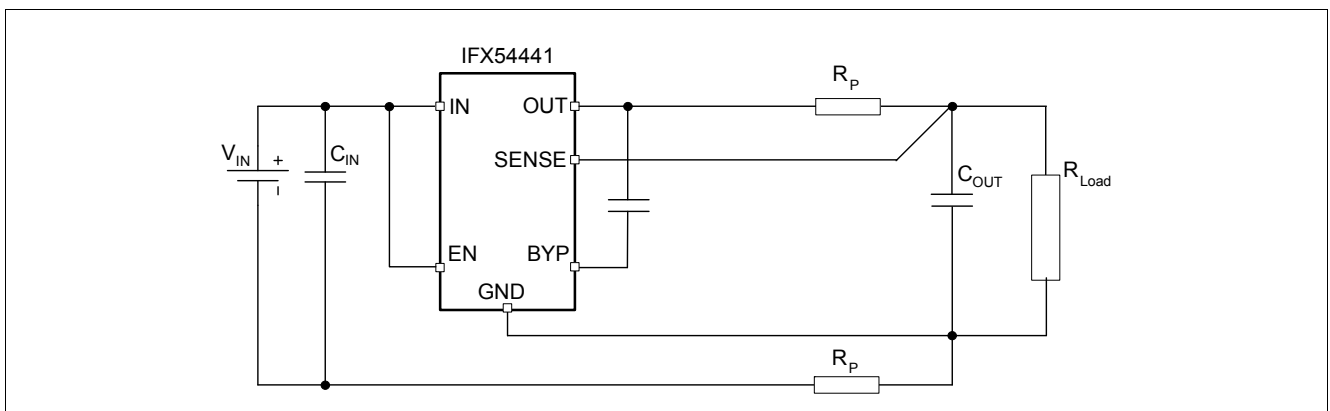 IFX54441
IN
OUT
R_P
V_IN
+
-
C_IN
SENSE
C_OUT
R_Load
EN
BYP
GND
R_P